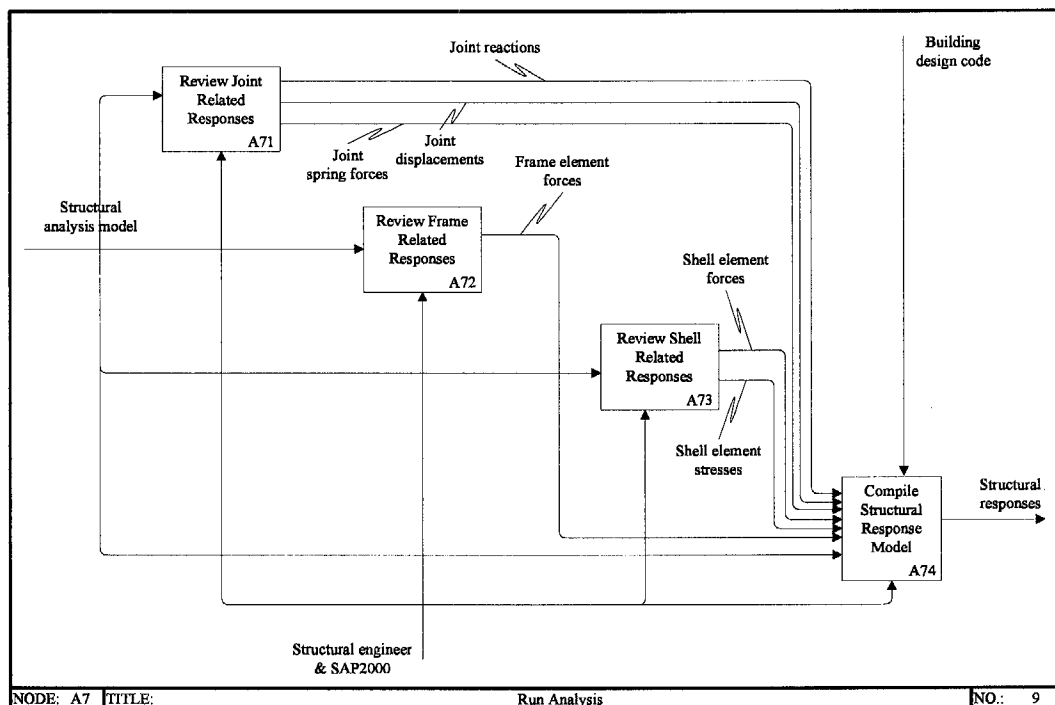 Joint reactions
Building
design code
Review Joint
Related
Responses
A71
Joint
spring forces
Joint
displacements
Frame element
forces
Structural
analysis model
Review Frame
Related
Responses
A72
Shell element
forces
Review Shell
Related
Responses
A73
Shell element
stresses
Compile
Structural
Response
Model
A74
Structural
responses
Structural engineer
& SAP2000
NODE: A7 TITLE: Run Analysis NO.: 9